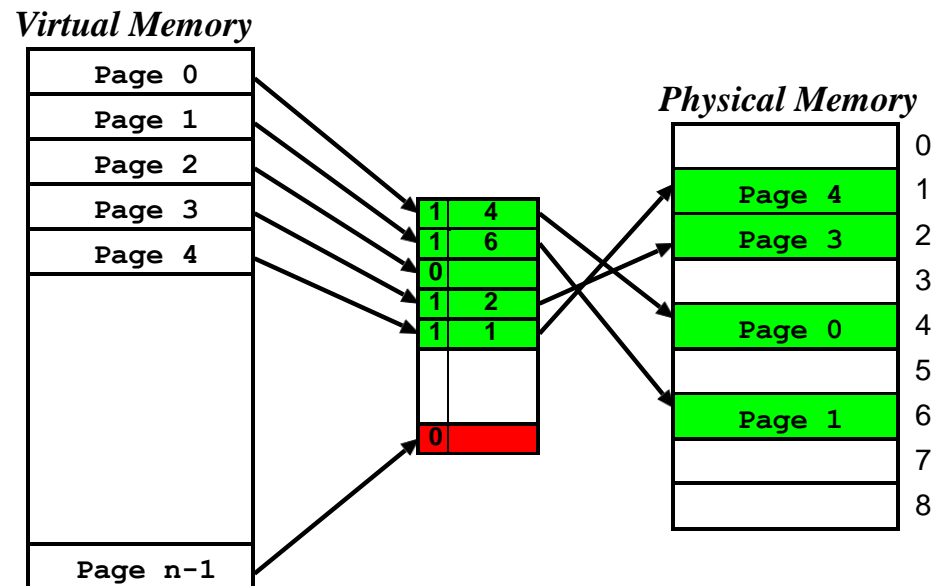 Virtual Memory
Page 0
Page 1
Page 2
Page 3
Page 4
Page n-1
1 4
1 6
0
1 2
1 1
0
Physical Memory
0
Page 4 1
Page 3 2
3
Page 0 4
5
Page 1 6
7
8